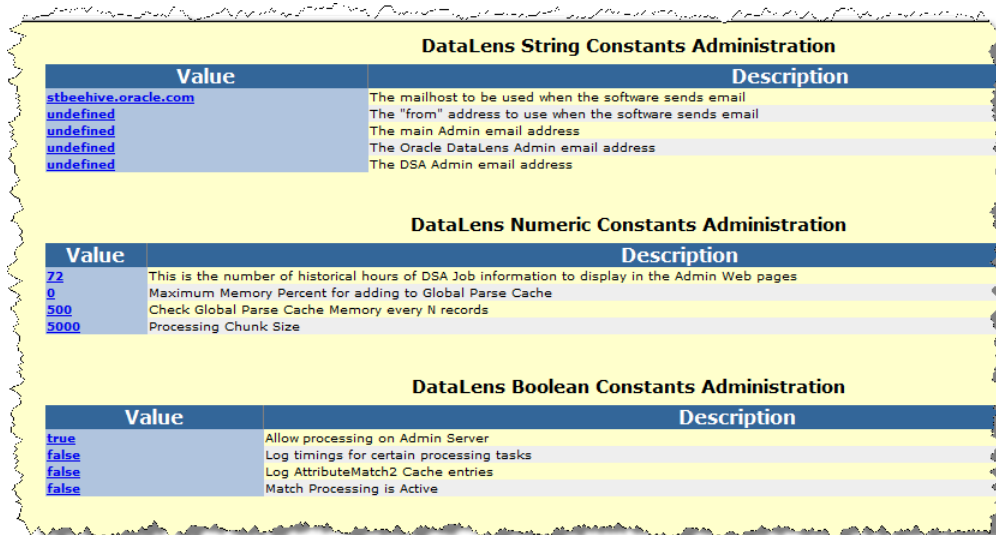 DataLens String Constants Administration
Value Description
stbeehive.oracle.com The mailhost to be used when the software sends email
undefined The "from" address to use when the software sends email
undefined The main Admin email address
undefined The Oracle DataLens Admin email address
undefined The DSA Admin email address
DataLens Numeric Constants Administration
Value Description
72 This is the number of historical hours of DSA Job information to display in the Admin Web pages
0 Maximum Memory Percent for adding to Global Parse Cache
500 Check Global Parse Cache Memory every N records
5000 Processing Chunk Size
DataLens Boolean Constants Administration
Value Description
true Allow processing on Admin Server
false Log timings for certain processing tasks
false Log AttributeMatch2 Cache entries
false Match Processing is Active